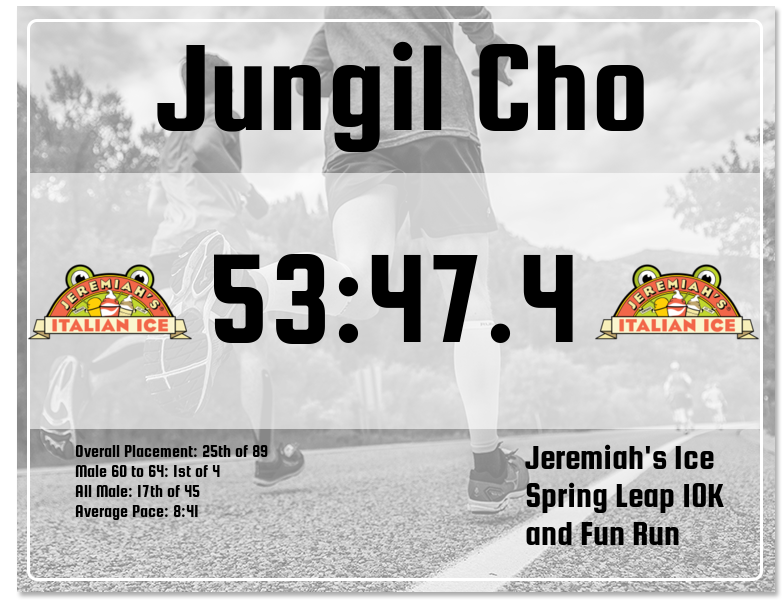 Jungil Cho
JEREMIAH'S
ITALIAN ICE
53:47.4
JEREMIAH'S
ITALIAN ICE
Overall Placement: 25th of 89
Male 60 to 64: 1st of 4
All Male: 17th of 45
Average Pace: 8:41
Jeremiah's Ice
Spring Leap 10K
and Fun Run